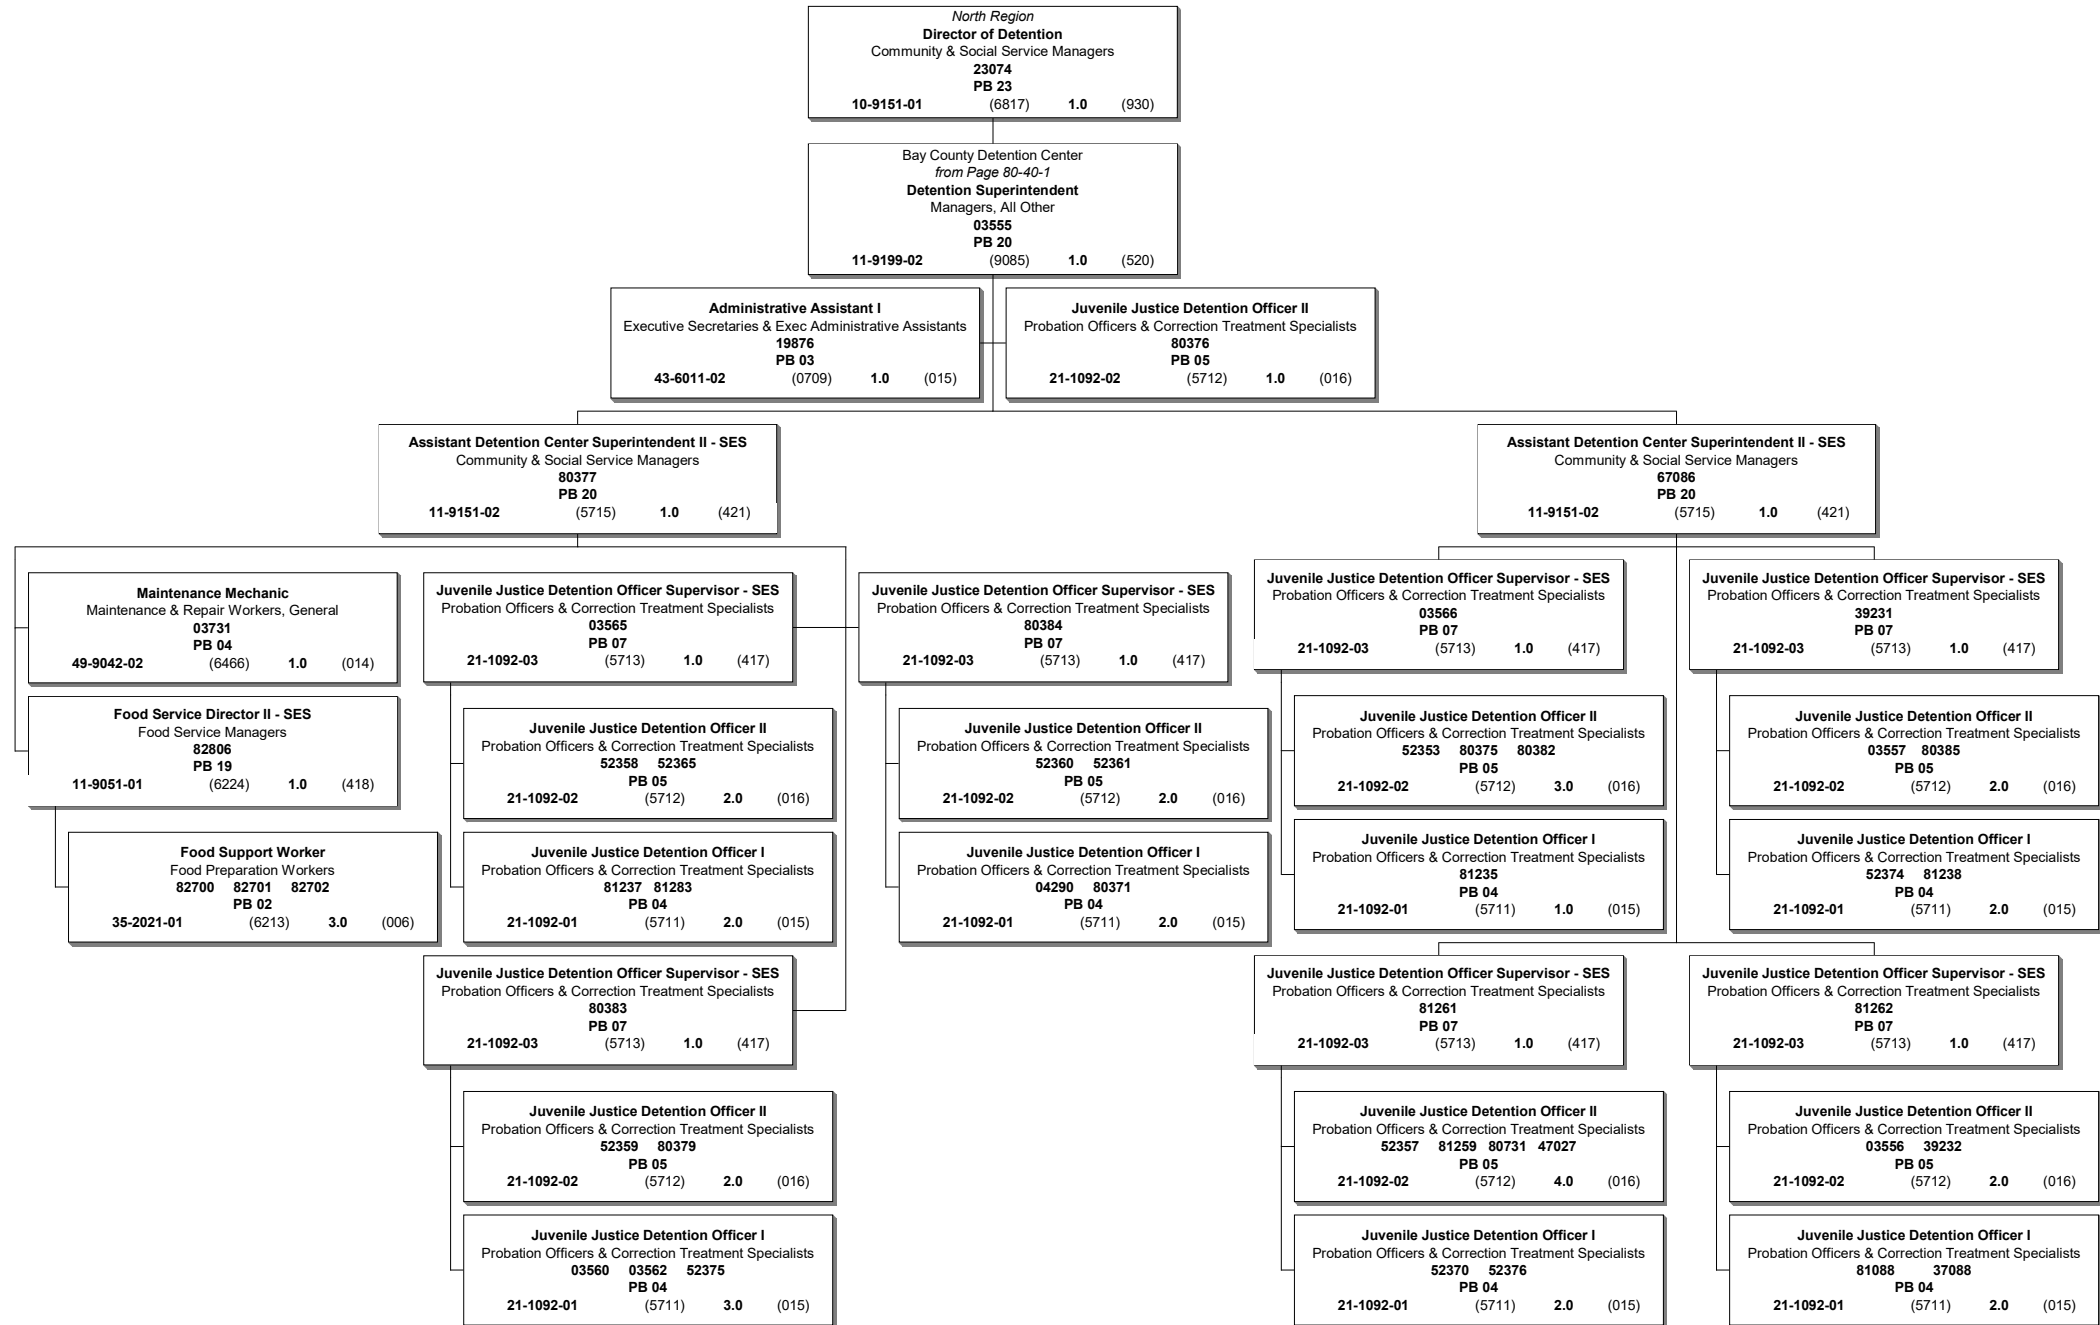 North Region
Director of Detention
Community & Social Service Managers
23074
PB 23
10-9151-01 (6817) 1.0 (930)
Bay County Detention Center
from Page 80-40-1
Detention Superintendent
Managers, All Other
03555
PB 20
11-9199-02 (9085) 1.0 (520)
Administrative Assistant I
Executive Secretaries & Exec Administrative Assistants
19876
PB 03
43-6011-02 (0709) 1.0 (015)
Juvenile Justice Detention Officer II
Probation Officers & Correction Treatment Specialists
80376
PB 05
21-1092-02 (5712) 1.0 (016)
Assistant Detention Center Superintendent II - SES
Community & Social Service Managers
80377
PB 20
11-9151-02 (5715) 1.0 (421)
Assistant Detention Center Superintendent II - SES
Community & Social Service Managers
67086
PB 20
11-9151-02 (5715) 1.0 (421)
Maintenance Mechanic
Maintenance & Repair Workers, General
03731
PB 04
49-9042-02 (6466) 1.0 (014)
Food Service Director II - SES
Food Service Managers
82806
PB 19
11-9051-01 (6224) 1.0 (418)
Food Support Worker
Food Preparation Workers
82700 82701 82702
PB 02
35-2021-01 (6213) 3.0 (006)
Juvenile Justice Detention Officer Supervisor - SES
Probation Officers & Correction Treatment Specialists
03565
PB 07
21-1092-03 (5713) 1.0 (417)
Juvenile Justice Detention Officer II
Probation Officers & Correction Treatment Specialists
52358 52365
PB 05
21-1092-02 (5712) 2.0 (016)
Juvenile Justice Detention Officer I
Probation Officers & Correction Treatment Specialists
81237 81283
PB 04
21-1092-01 (5711) 2.0 (015)
Juvenile Justice Detention Officer Supervisor - SES
Probation Officers & Correction Treatment Specialists
80383
PB 07
21-1092-03 (5713) 1.0 (417)
Juvenile Justice Detention Officer II
Probation Officers & Correction Treatment Specialists
52359 80379
PB 05
21-1092-02 (5712) 2.0 (016)
Juvenile Justice Detention Officer I
Probation Officers & Correction Treatment Specialists
03560 03562 52375
PB 04
21-1092-01 (5711) 3.0 (015)
Juvenile Justice Detention Officer Supervisor - SES
Probation Officers & Correction Treatment Specialists
80384
PB 07
21-1092-03 (5713) 1.0 (417)
Juvenile Justice Detention Officer II
Probation Officers & Correction Treatment Specialists
52360 52361
PB 05
21-1092-02 (5712) 2.0 (016)
Juvenile Justice Detention Officer I
Probation Officers & Correction Treatment Specialists
04290 80371
PB 04
21-1092-01 (5711) 2.0 (015)
Juvenile Justice Detention Officer Supervisor - SES
Probation Officers & Correction Treatment Specialists
03566
PB 07
21-1092-03 (5713) 1.0 (417)
Juvenile Justice Detention Officer II
Probation Officers & Correction Treatment Specialists
52353 80375 80382
PB 05
21-1092-02 (5712) 3.0 (016)
Juvenile Justice Detention Officer I
Probation Officers & Correction Treatment Specialists
81235
PB 04
21-1092-01 (5711) 1.0 (015)
Juvenile Justice Detention Officer Supervisor - SES
Probation Officers & Correction Treatment Specialists
39231
PB 07
21-1092-03 (5713) 1.0 (417)
Juvenile Justice Detention Officer II
Probation Officers & Correction Treatment Specialists
03557 80385
PB 05
21-1092-02 (5712) 2.0 (016)
Juvenile Justice Detention Officer I
Probation Officers & Correction Treatment Specialists
52374 81238
PB 04
21-1092-01 (5711) 2.0 (015)
Juvenile Justice Detention Officer Supervisor - SES
Probation Officers & Correction Treatment Specialists
81261
PB 07
21-1092-03 (5713) 1.0 (417)
Juvenile Justice Detention Officer II
Probation Officers & Correction Treatment Specialists
52357 81259 80731 47027
PB 05
21-1092-02 (5712) 4.0 (016)
Juvenile Justice Detention Officer I
Probation Officers & Correction Treatment Specialists
52370 52376
PB 04
21-1092-01 (5711) 2.0 (015)
Juvenile Justice Detention Officer Supervisor - SES
Probation Officers & Correction Treatment Specialists
81262
PB 07
21-1092-03 (5713) 1.0 (417)
Juvenile Justice Detention Officer II
Probation Officers & Correction Treatment Specialists
03556 39232
PB 05
21-1092-02 (5712) 2.0 (016)
Juvenile Justice Detention Officer I
Probation Officers & Correction Treatment Specialists
81088 37088
PB 04
21-1092-01 (5711) 2.0 (015)